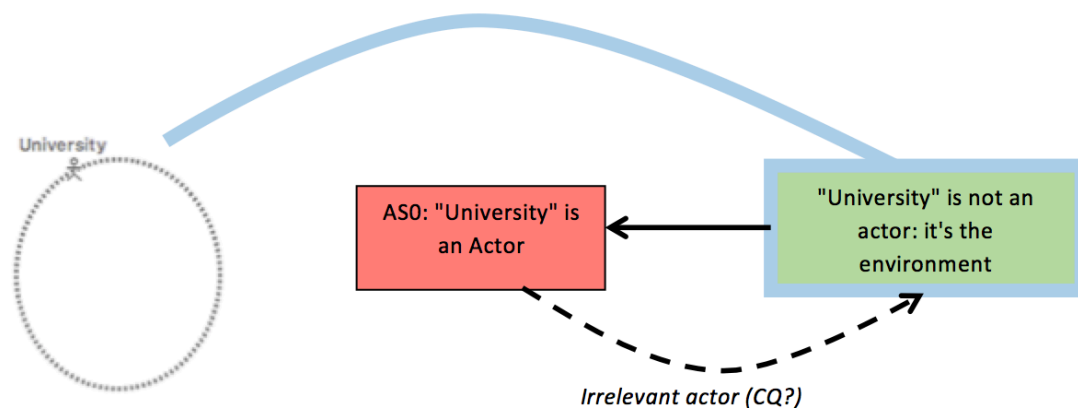 University
AS0: "University" is
an Actor
"University" is not an
actor: it's the
environment
Irrelevant actor (CQ?)